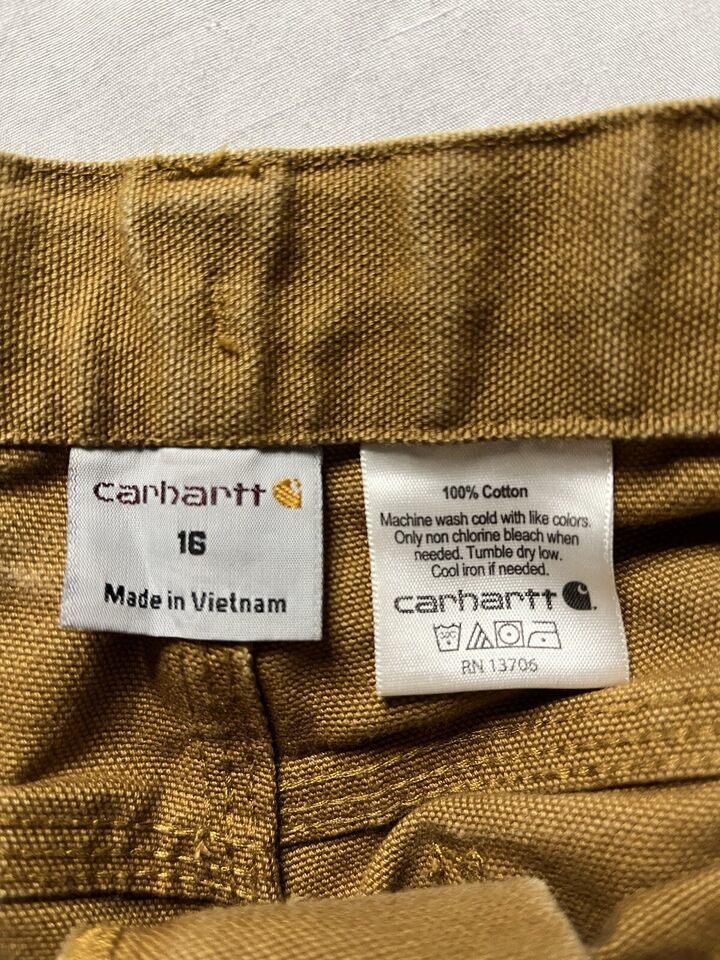 carhartt
16
Made in Vietnam
100% Cotton
Machine wash cold with like colors.
Only non chlorine bleach when
needed. Tumble dry low.
Cool iron if needed.
carhartt
RN 13706